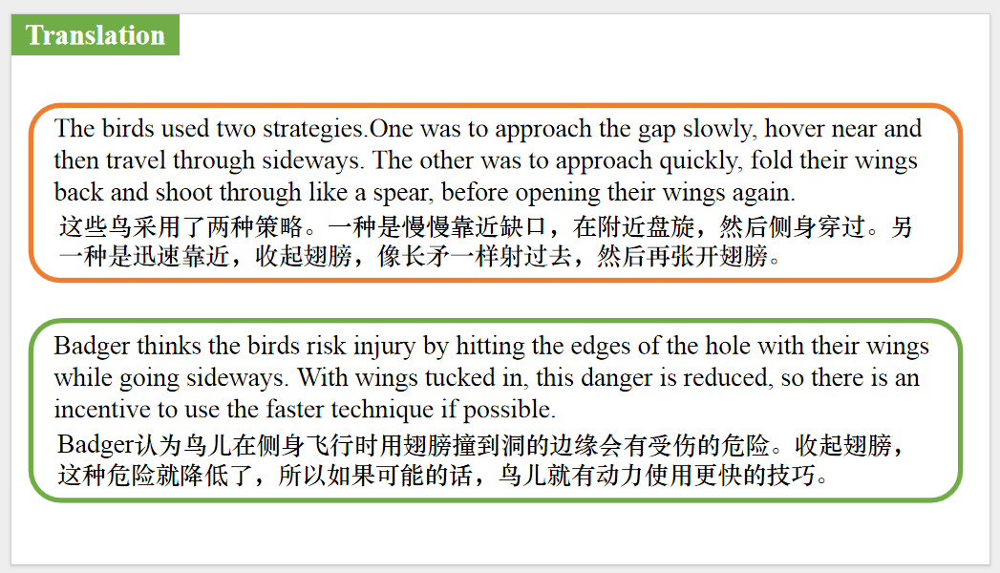 Translation
The birds used two strategies.One was to approach the gap slowly, hover near and
then travel through sideways. The other was to approach quickly, fold their wings
back and shoot through like a spear, before opening their wings again.
这些鸟采用了两种策略。一种是慢慢靠近缺口，在附近盘旋，然后侧身穿过。另
一种是迅速靠近，收起翅膀，像长矛一样射过去，然后再张开翅膀。
Badger thinks the birds risk injury by hitting the edges of the hole with their wings
while going sideways. With wings tucked in, this danger is reduced, so there is an
incentive to use the faster technique if possible.
Badger认为鸟儿在侧身飞行时用翅膀撞到洞的边缘会有受伤的危险。收起翅膀，
这种危险就降低了，所以如果可能的话，鸟儿就有动力使用更快的技巧。